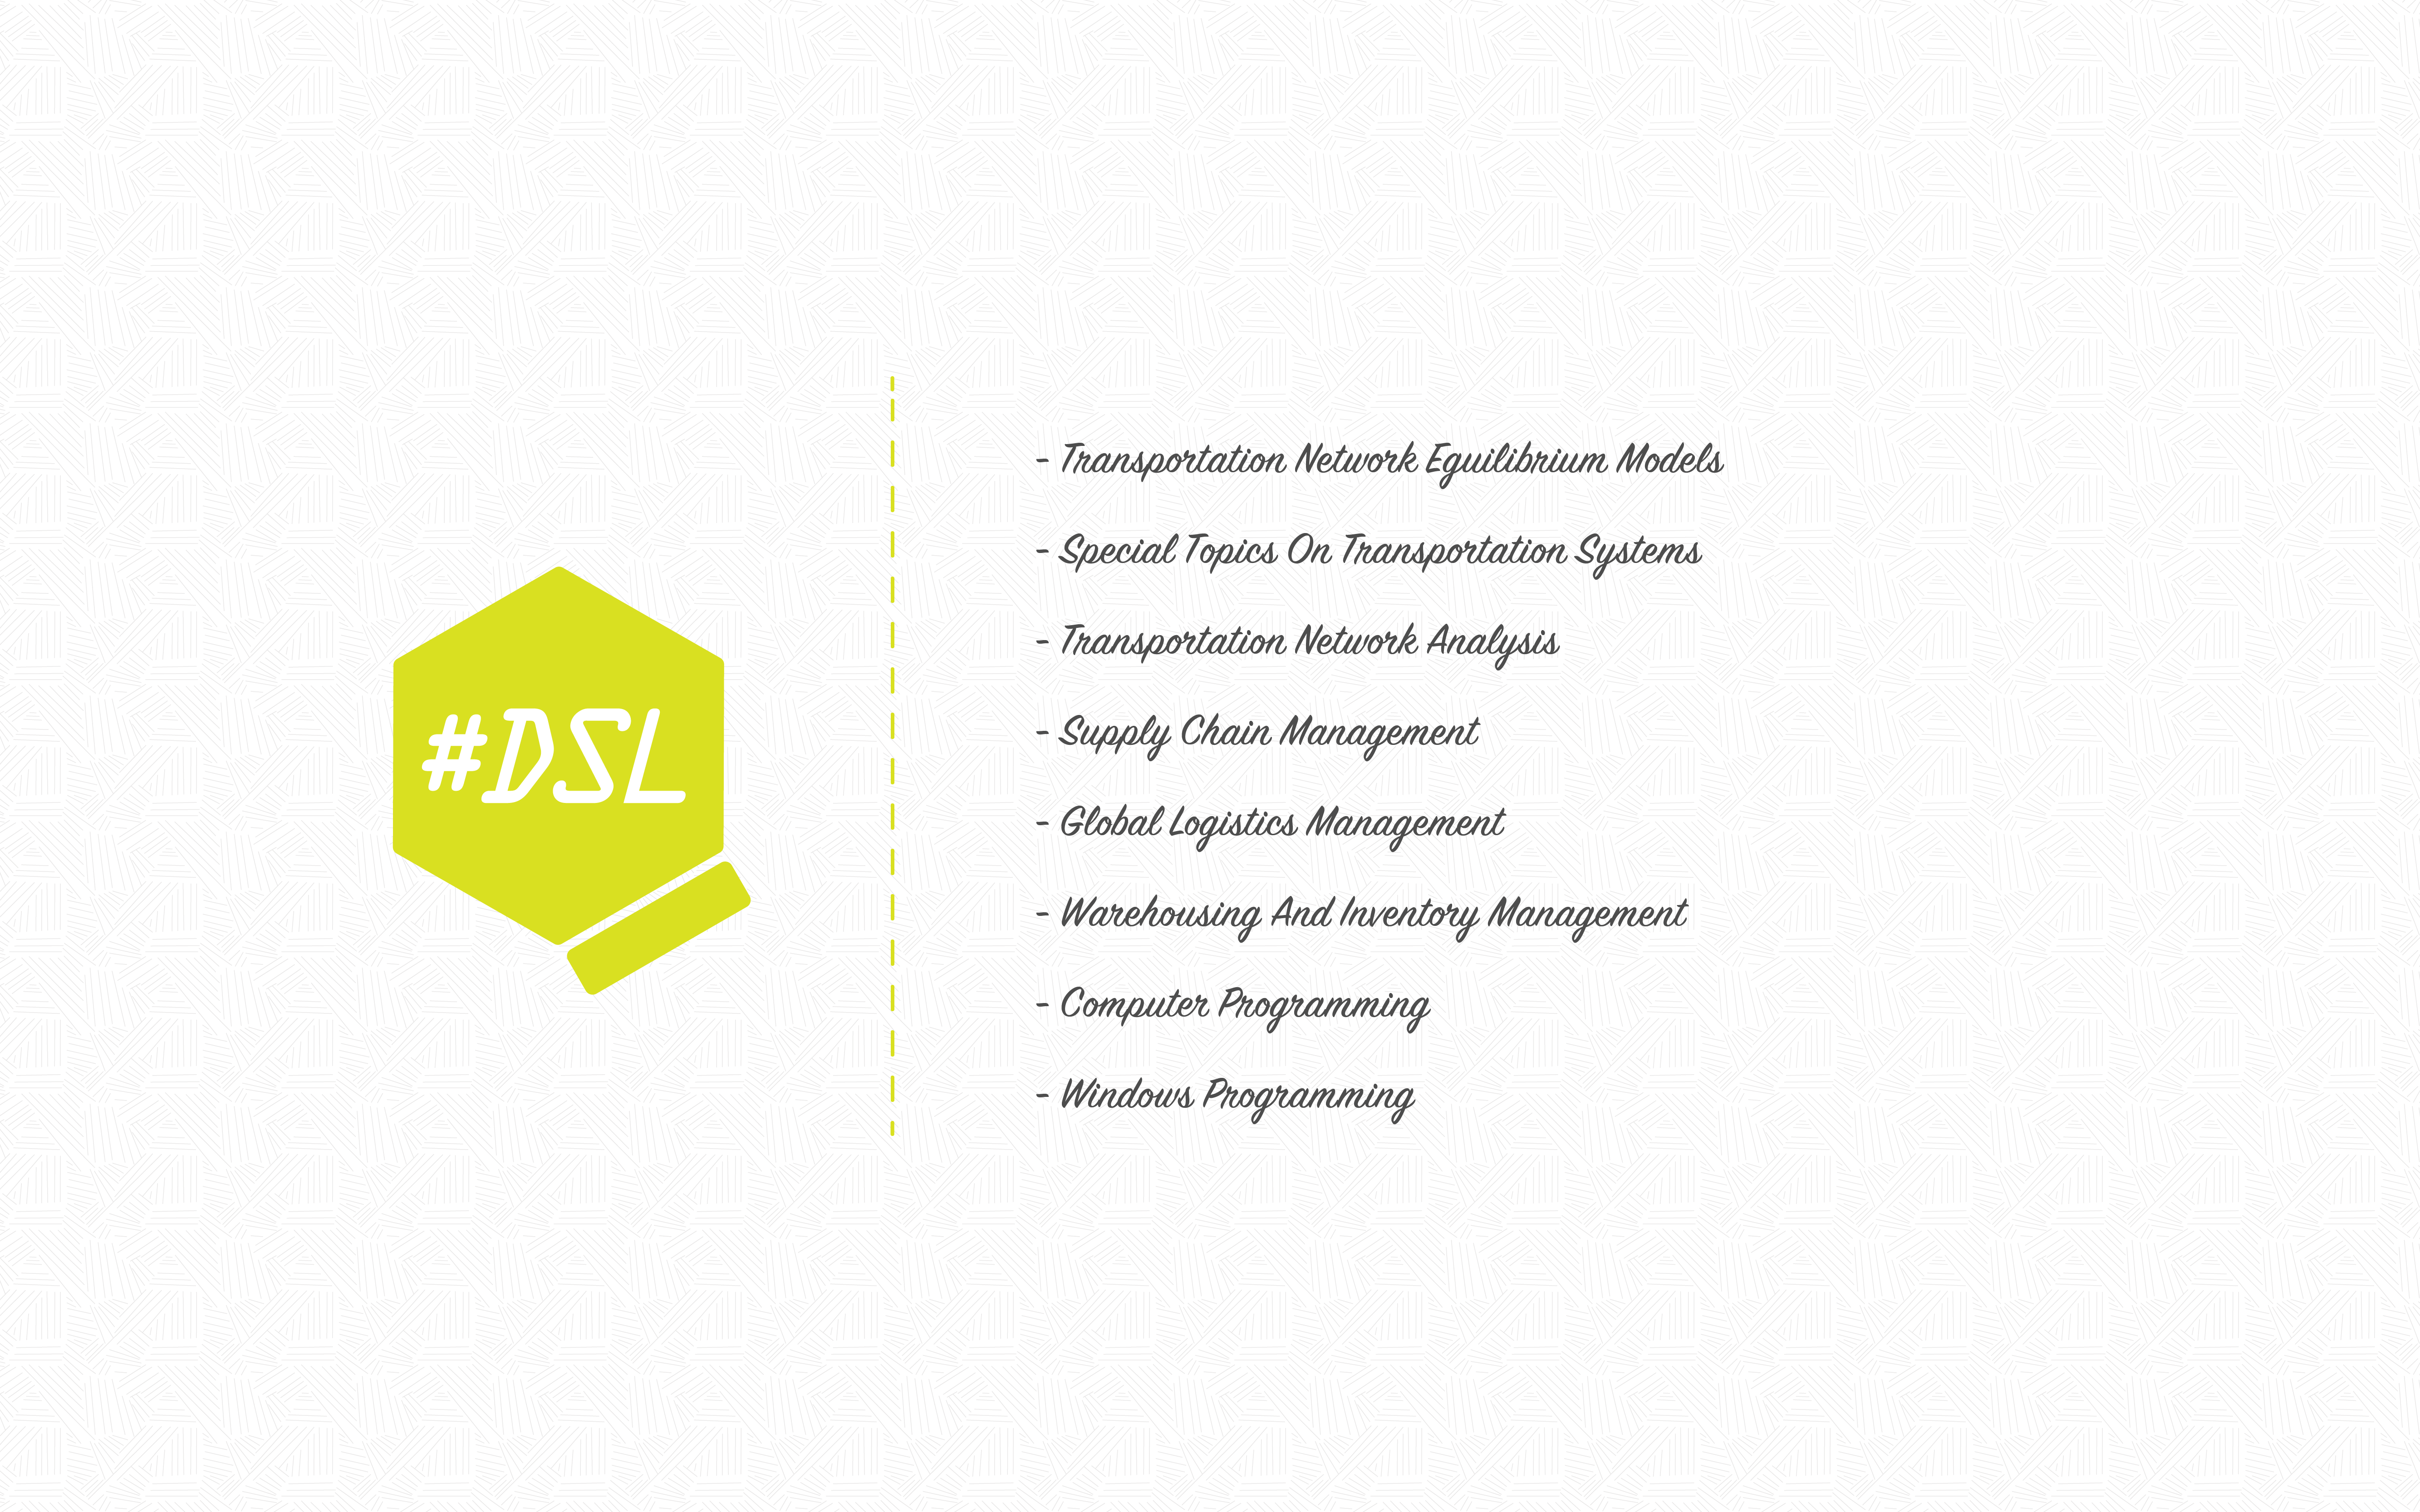 #DSL
- Transportation Network Eguilibrium Models
- Special Topics On Transportation Systems
- Transportation Network Analysis
- Supply Chain Management
- Global Logistics Management
- Warehousing And Inventory Management
- Computer Programming
- Windows Programming